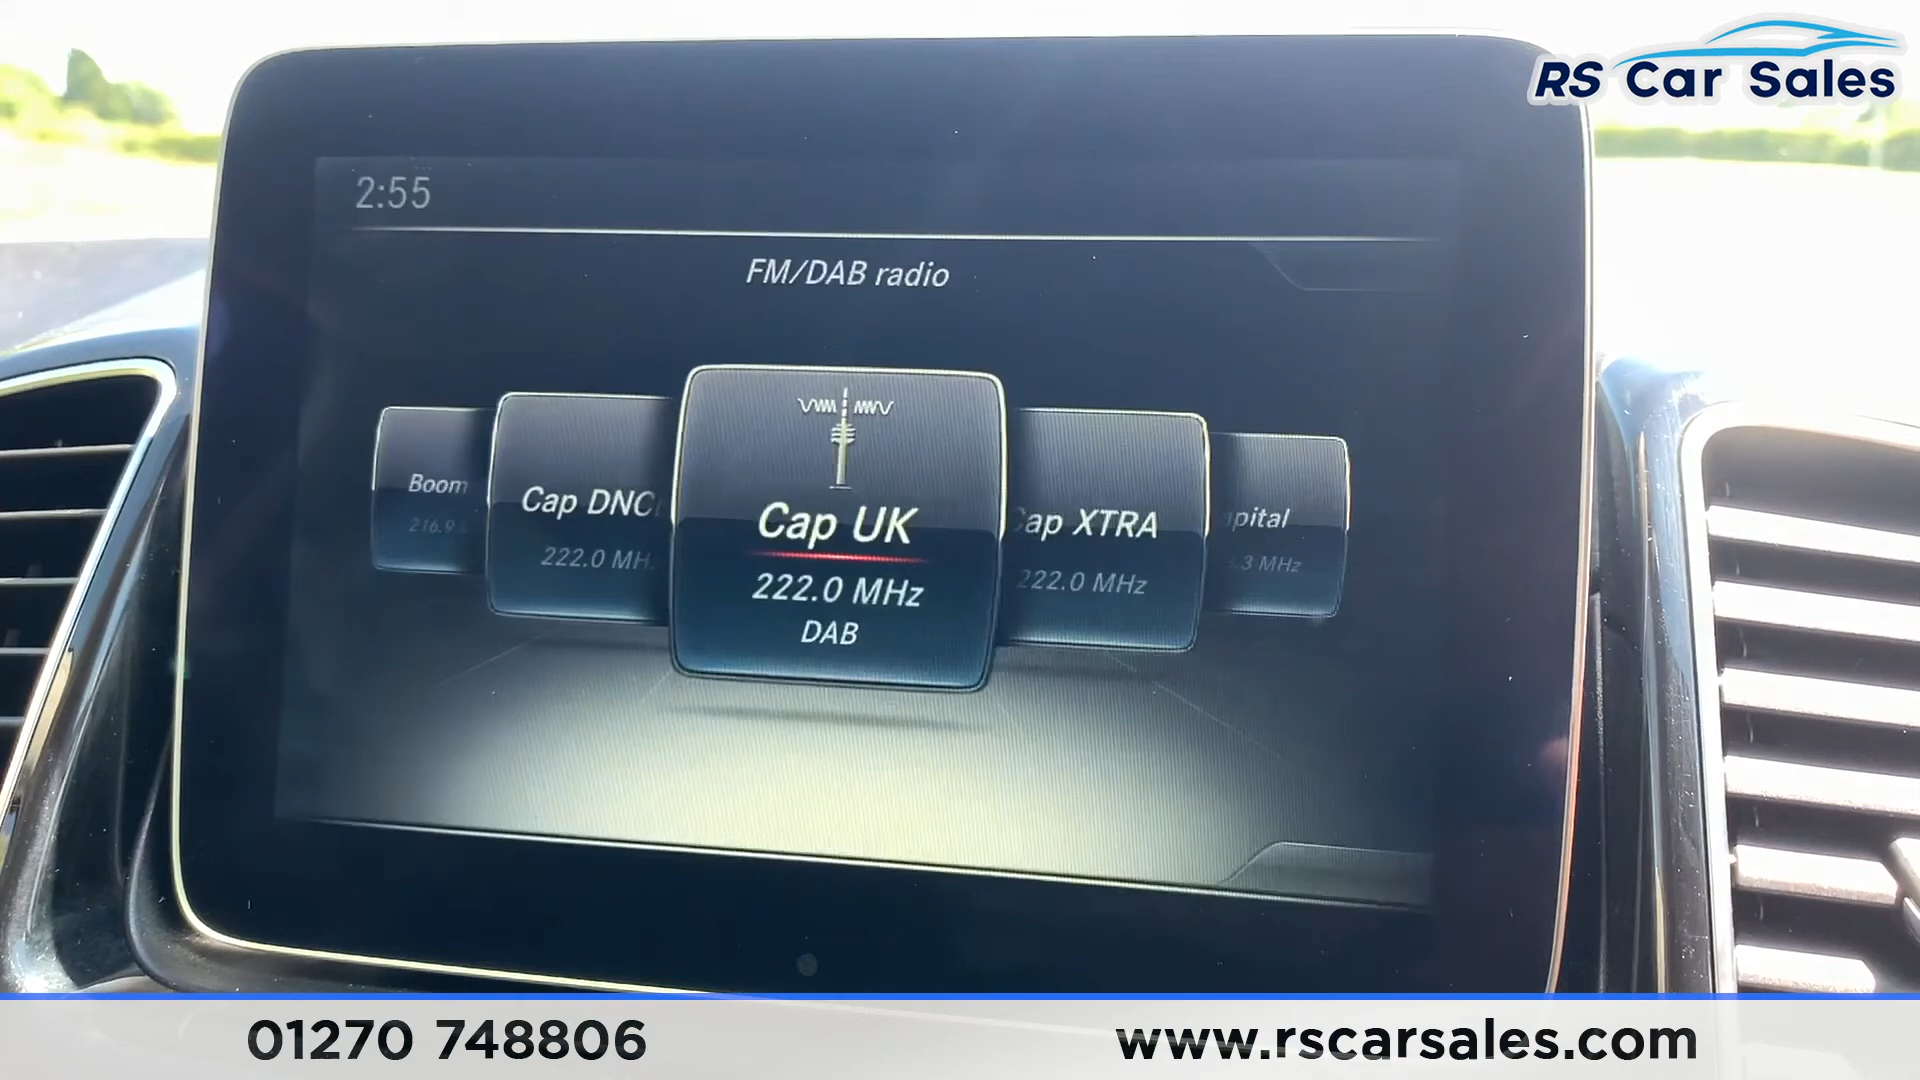 RS Car Sales
2:55
FM/DAB radio
Boom
216.9
Cap DNC
222.0 MH
Cap UK
222.0 MHz
DAB
Cap XTRA
222.0 MHz
pital
.3 MHz
01270 748806
www.rscarsales.com